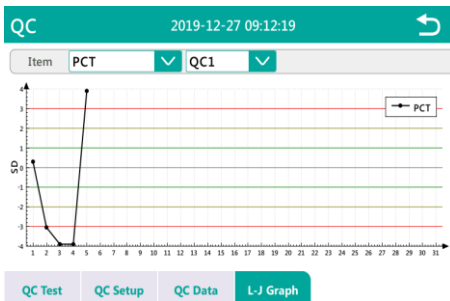 QC 2019-12-27 09:12:19
Item PCT QC1
PCT
SD
4
3
2
1
0
-1
-2
-3
-4
1 2 3 4 5 6 7 8 9 10 11 12 13 14 15 16 17 18 19 20 21 22 23 24 25 26 27 28 29 30 31
QC Test QC Setup QC Data L-J Graph